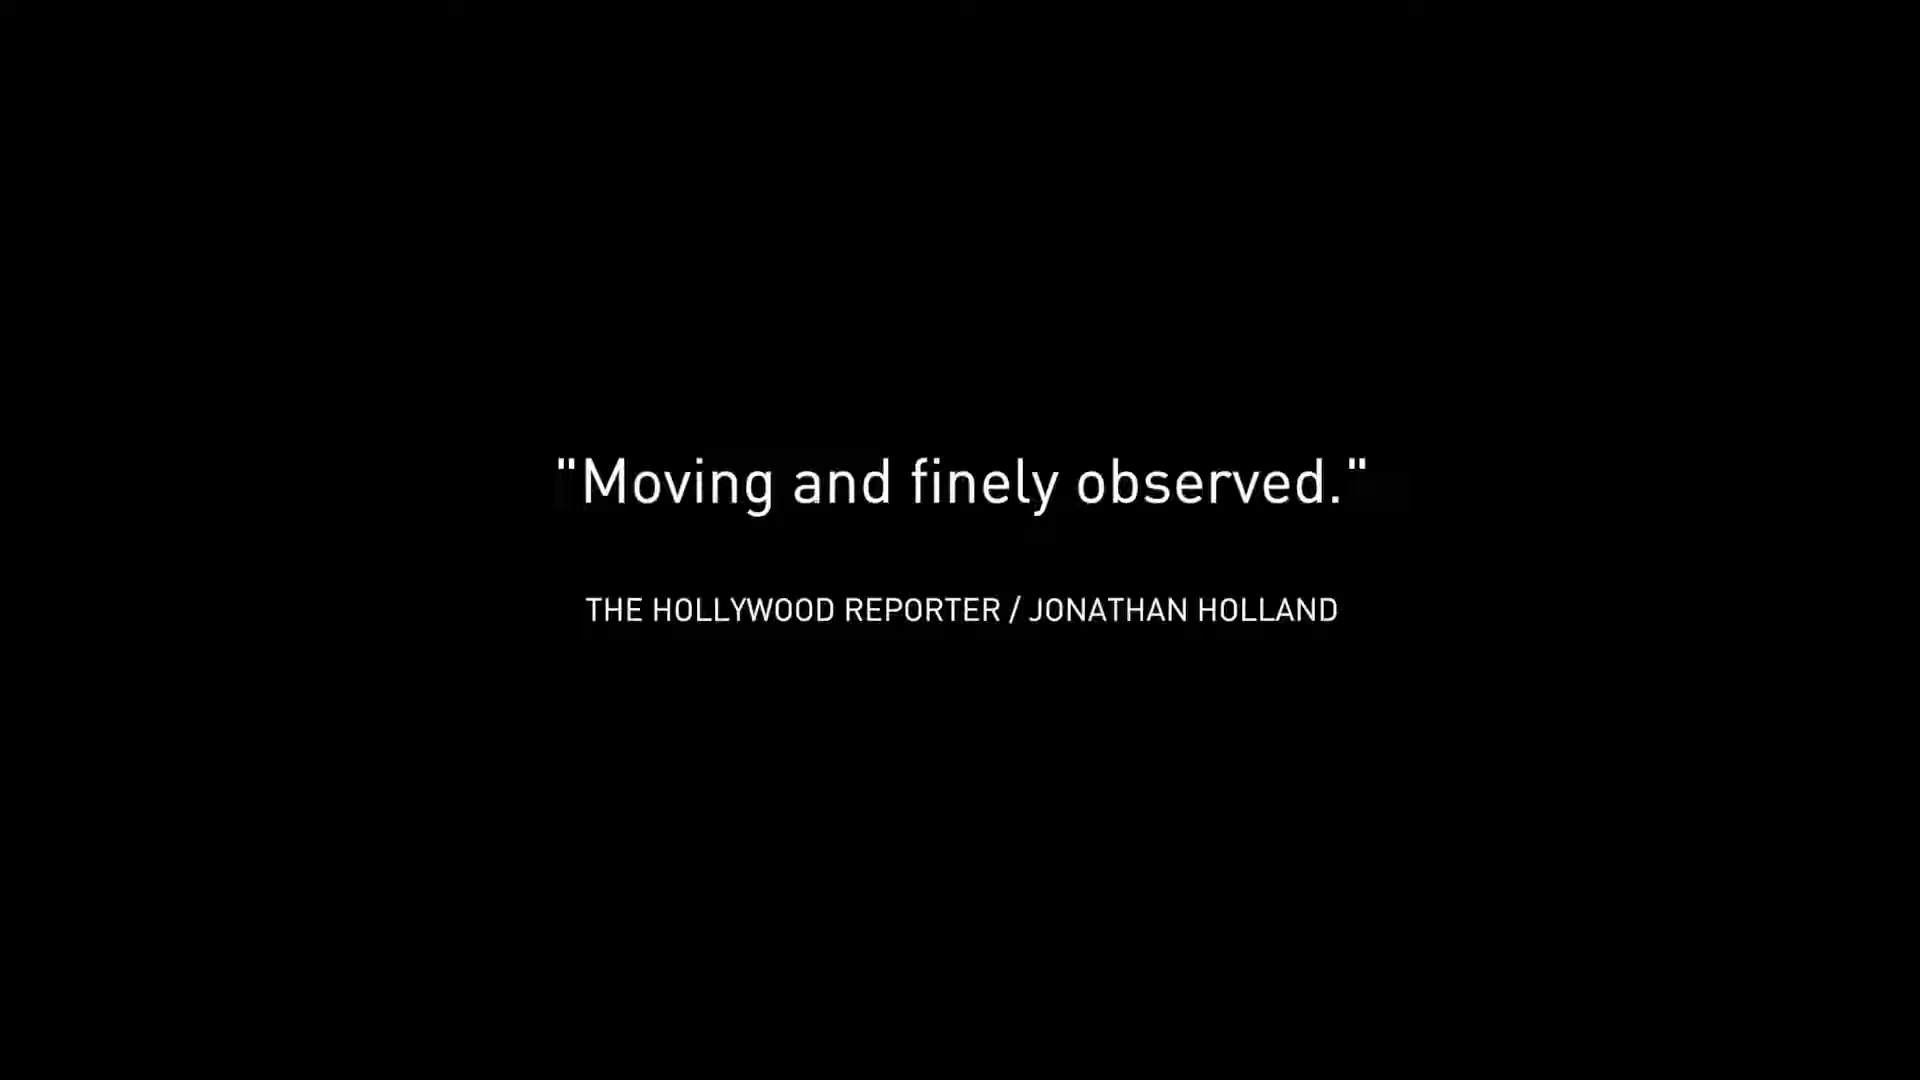 "Moving and finely observed."
THE HOLLYWOOD REPORTER / JONATHAN HOLLAND